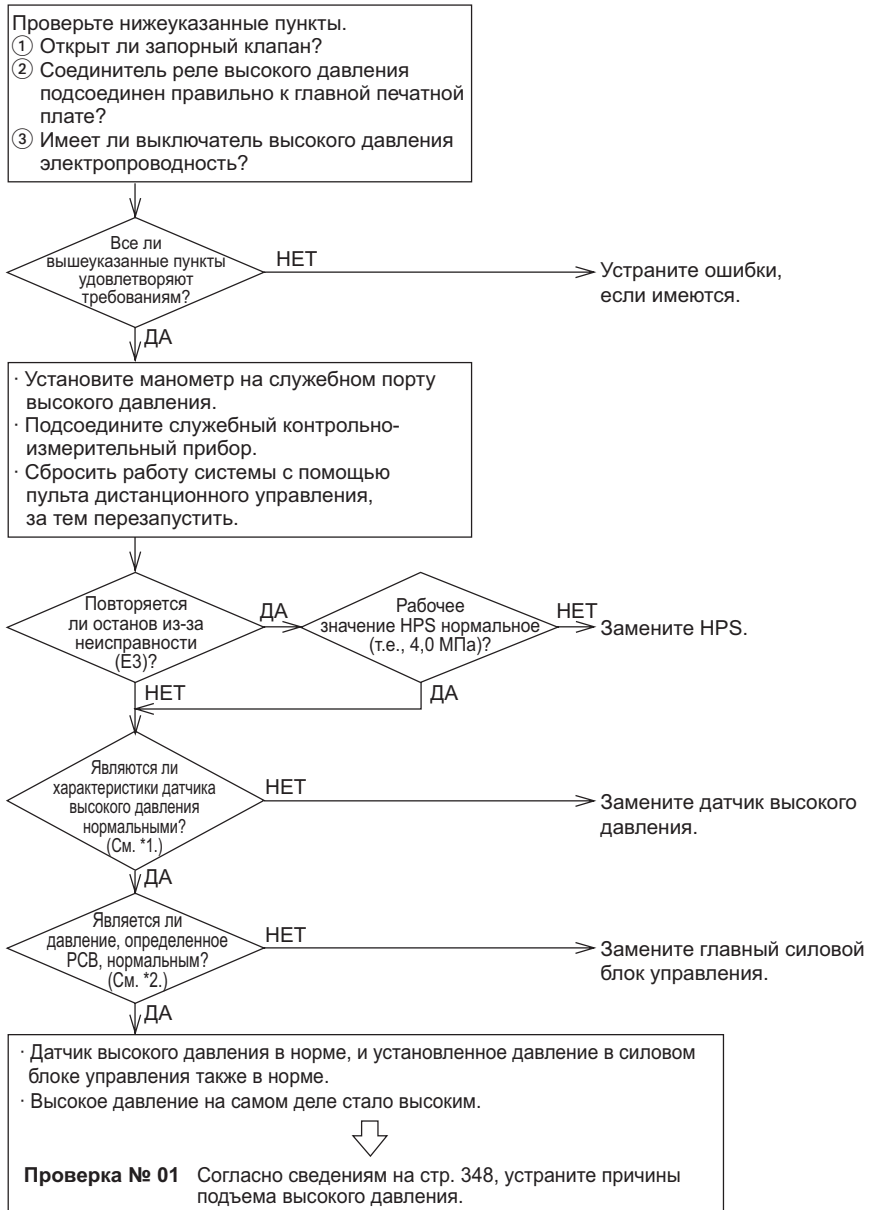 Проверьте нижеуказанные пункты.
① Открыт ли запорный клапан?
② Соединитель реле высокого давления
подсоединен правильно к главной печатной
плате?
③ Имеет ли выключатель высокого давления
электропроводность?
Все ли
вышеуказанные пункты
удовлетворяют
требованиям?
НЕТ
Устраните ошибки,
если имеются.
ДА
· Установите манометр на служебном порту
высокого давления.
· Подсоедините служебный контрольно-
измерительный прибор.
· Сбросить работу системы с помощью
пульта дистанционного управления,
за тем перезапустить.
Повторяется
ли останов из-за
неисправности
(E3)?
ДА
Рабочее
значение HPS нормальное
(т.е., 4,0 МПа)?
НЕТ
Замените HPS.
НЕТ
ДА
Являются ли
характеристики датчика
высокого давления
нормальными?
(См. *1.)
НЕТ
Замените датчик высокого
давления.
ДА
Является ли
давление, определенное
PCB, нормальным?
(См. *2.)
НЕТ
Замените главный силовой
блок управления.
ДА
· Датчик высокого давления в норме, и установленное давление в силовом
блоке управления также в норме.
· Высокое давление на самом деле стало высоким.
Проверка № 01 Согласно сведениям на стр. 348, устраните причины
подъема высокого давления.